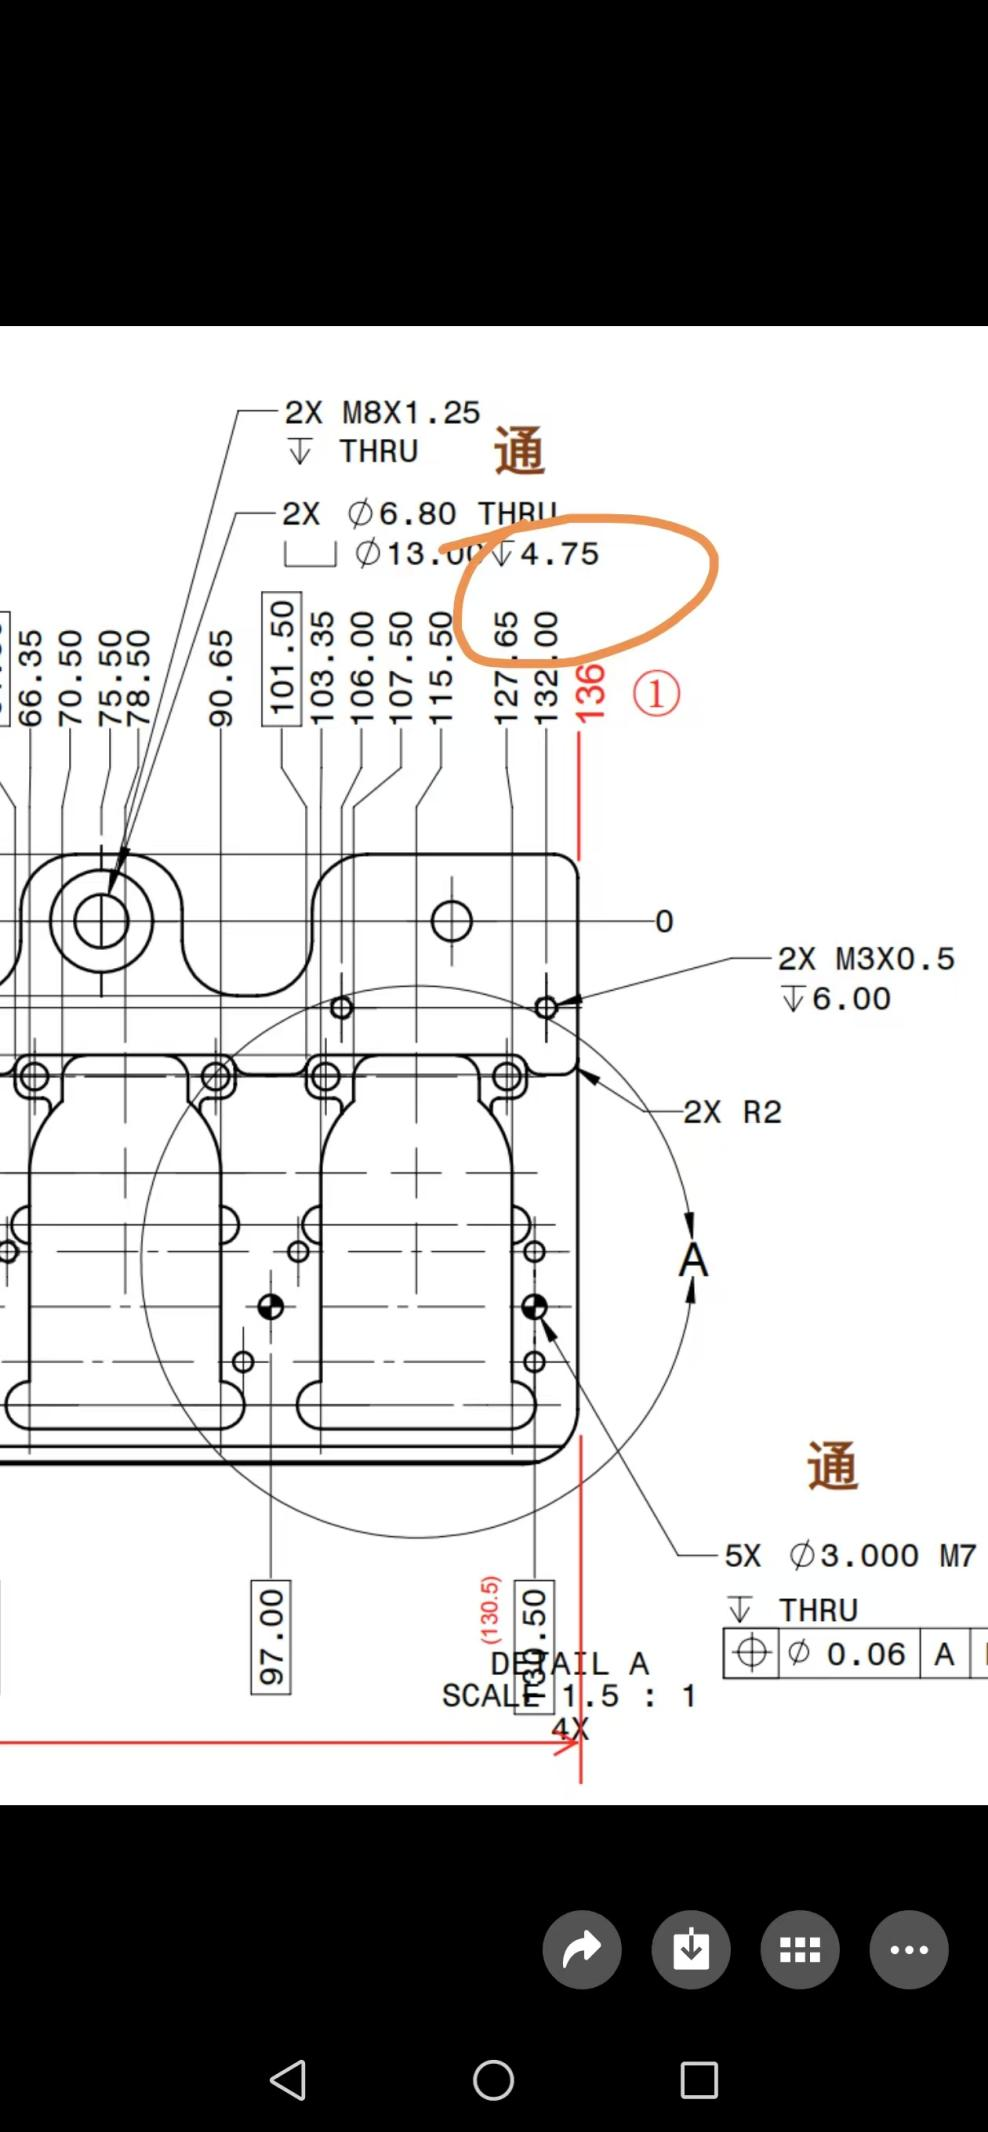 2X M8X1.25
↧ THRU 通
2X ∅6.80 THRU
⌴ ∅13.00 ↧4.75
66.35
70.50
75.50
78.50
90.65
101.50
103.35
106.00
107.50
115.50
127.65
132.00
136
①
0
2X M3X0.5
↧6.00
2X R2
A
通
5X ∅3.000 M7
↧ THRU
⌖ ∅ 0.06 A
97.00
(130.5)
130.50
DETAIL A
SCALE 1.5 : 1
4X